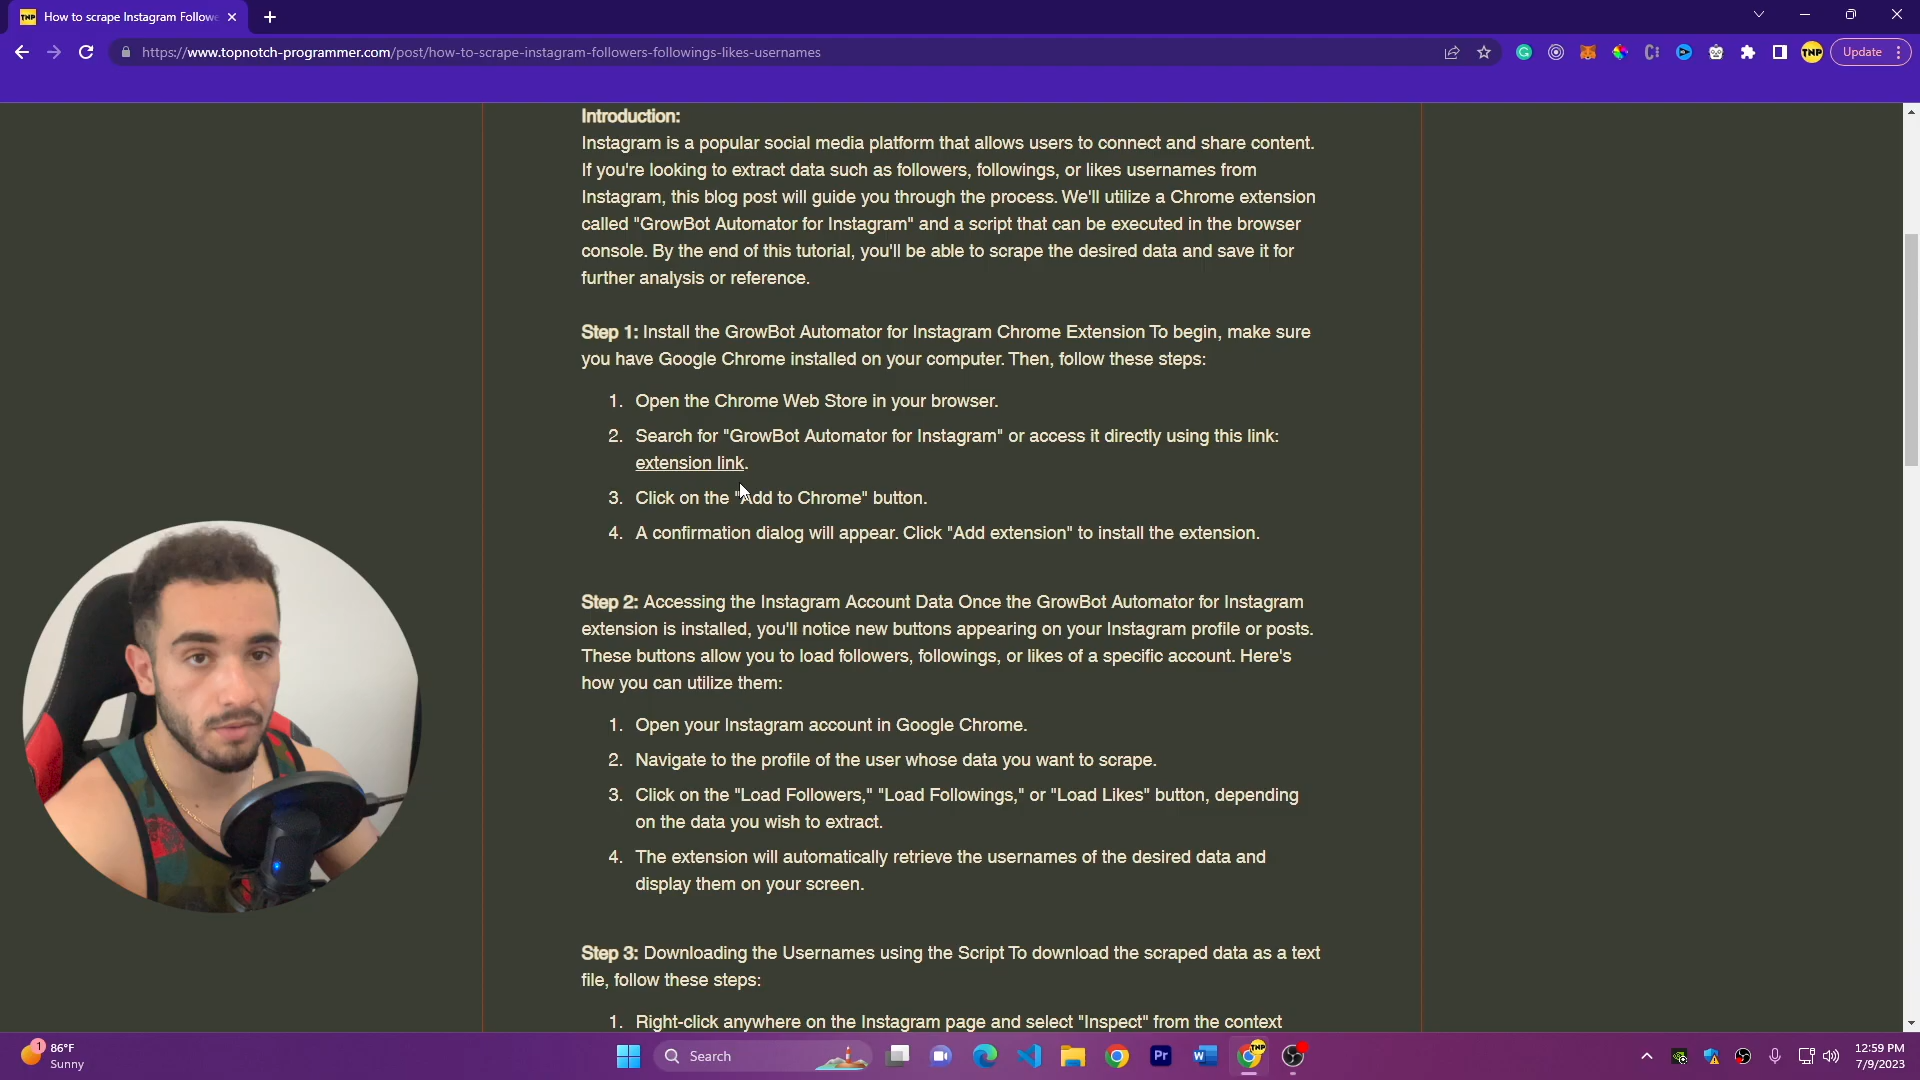 TNP How to scrape Instagram Follow
https://www.topnotch-programmer.com/post/how-to-scrape-instagram-followers-followings-likes-usernames
TNP Update
Introduction:
Instagram is a popular social media platform that allows users to connect and share content.
If you're looking to extract data such as followers, followings, or likes usernames from
Instagram, this blog post will guide you through the process. We'll utilize a Chrome extension
called "GrowBot Automator for Instagram" and a script that can be executed in the browser
console. By the end of this tutorial, you'll be able to scrape the desired data and save it for
further analysis or reference.
Step 1: Install the GrowBot Automator for Instagram Chrome Extension To begin, make sure
you have Google Chrome installed on your computer. Then, follow these steps:
1. Open the Chrome Web Store in your browser.
2. Search for "GrowBot Automator for Instagram" or access it directly using this link:
extension link.
3. Click on the "Add to Chrome" button.
4. A confirmation dialog will appear. Click "Add extension" to install the extension.
Step 2: Accessing the Instagram Account Data Once the GrowBot Automator for Instagram
extension is installed, you'll notice new buttons appearing on your Instagram profile or posts.
These buttons allow you to load followers, followings, or likes of a specific account. Here's
how you can utilize them:
1. Open your Instagram account in Google Chrome.
2. Navigate to the profile of the user whose data you want to scrape.
3. Click on the "Load Followers," "Load Followings," or "Load Likes" button, depending
on the data you wish to extract.
4. The extension will automatically retrieve the usernames of the desired data and
display them on your screen.
Step 3: Downloading the Usernames using the Script To download the scraped data as a text
file, follow these steps:
1. Right-click anywhere on the Instagram page and select "Inspect" from the context
1
86°F
Sunny
Search
Pr
W
TNP
12:59 PM
7/9/2023